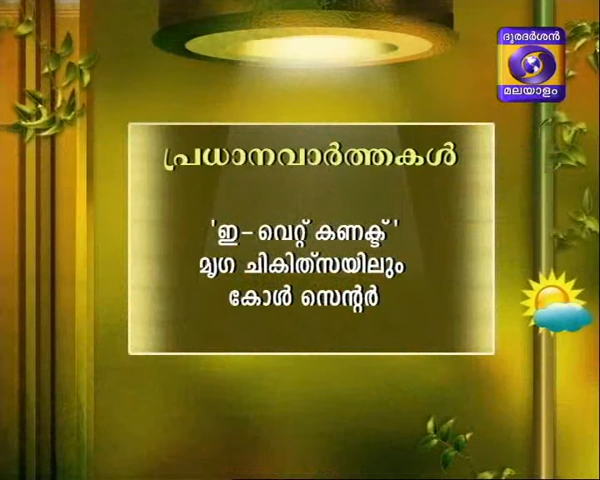 ദൂരദർശൻ
മലയാളം
പ്രധാനവാർത്തകൾ
'ഇ-വെറ്റ് കണക്ട്'
മൃഗ ചികിത്സയിലും
കോൾ സെന്റർ